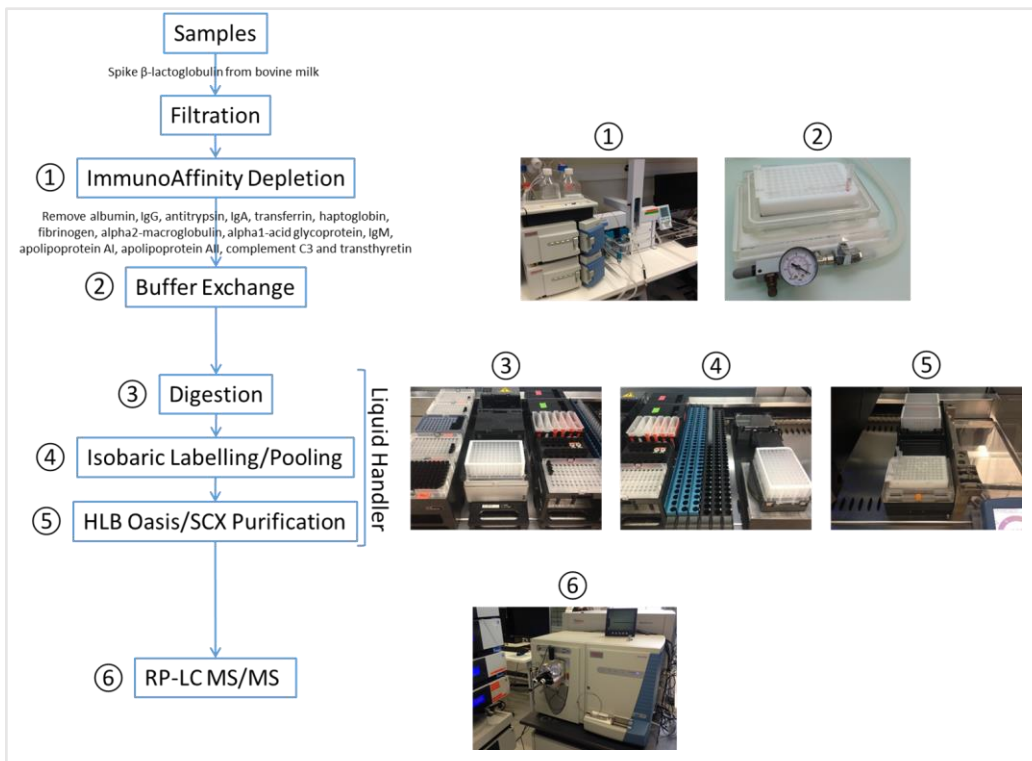 Samples
Spike β-lactoglobulin from bovine milk
Filtration
① ImmunoAffinity Depletion
Remove albumin, IgG, antitrypsin, IgA, transferrin, haptoglobin,
fibrinogen, alpha2-macroglobulin, alpha1-acid glycoprotein, IgM,
apolipoprotein AI, apolipoprotein AII, complement C3 and transthyretin
② Buffer Exchange
③ Digestion
④ Isobaric Labelling/Pooling
⑤ HLB Oasis/SCX Purification
Liquid Handler
⑥ RP-LC MS/MS
①
②
③
④
⑤
⑥